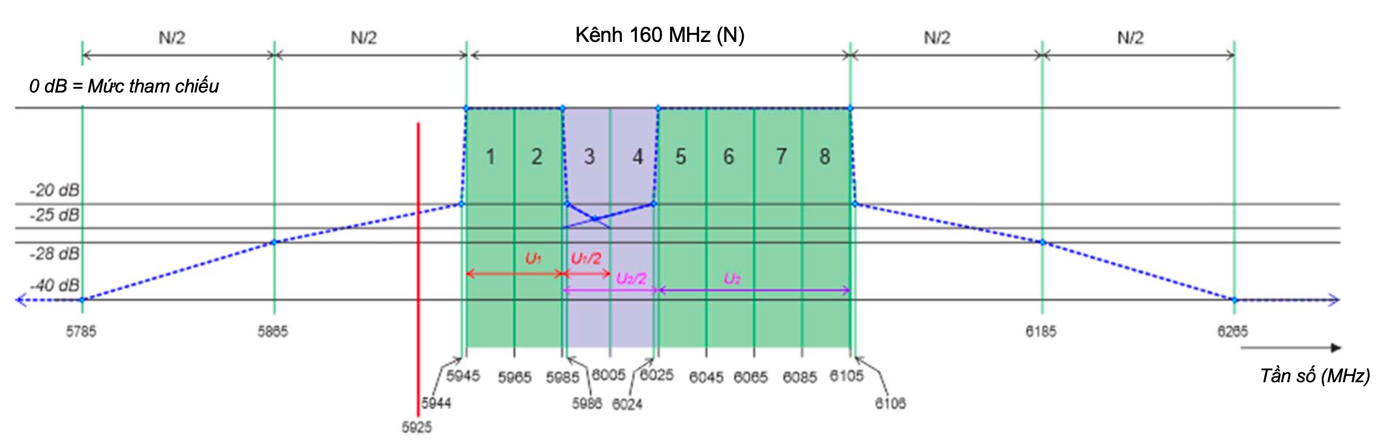 N/2
N/2
Kênh 160 MHz (N)
N/2
N/2
0 dB = Mức tham chiếu
1
2
3
4
5
6
7
8
-20 dB
-25 dB
-28 dB
-40 dB
U1
U1/2
U2/2
U2
5785
5865
6185
6265
5945
5965
5985
6005
6025
6045
6065
6085
6105
5944
5986
6024
6106
5925
Tần số (MHz)